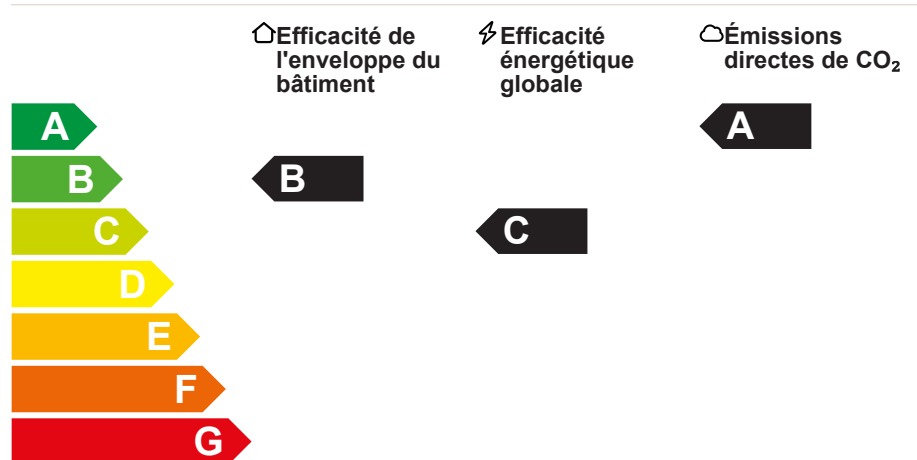 Efficacité de
l'enveloppe du
bâtiment
Efficacité
énergétique
globale
Émissions
directes de CO₂
A
A
B
B
C
C
D
E
F
G